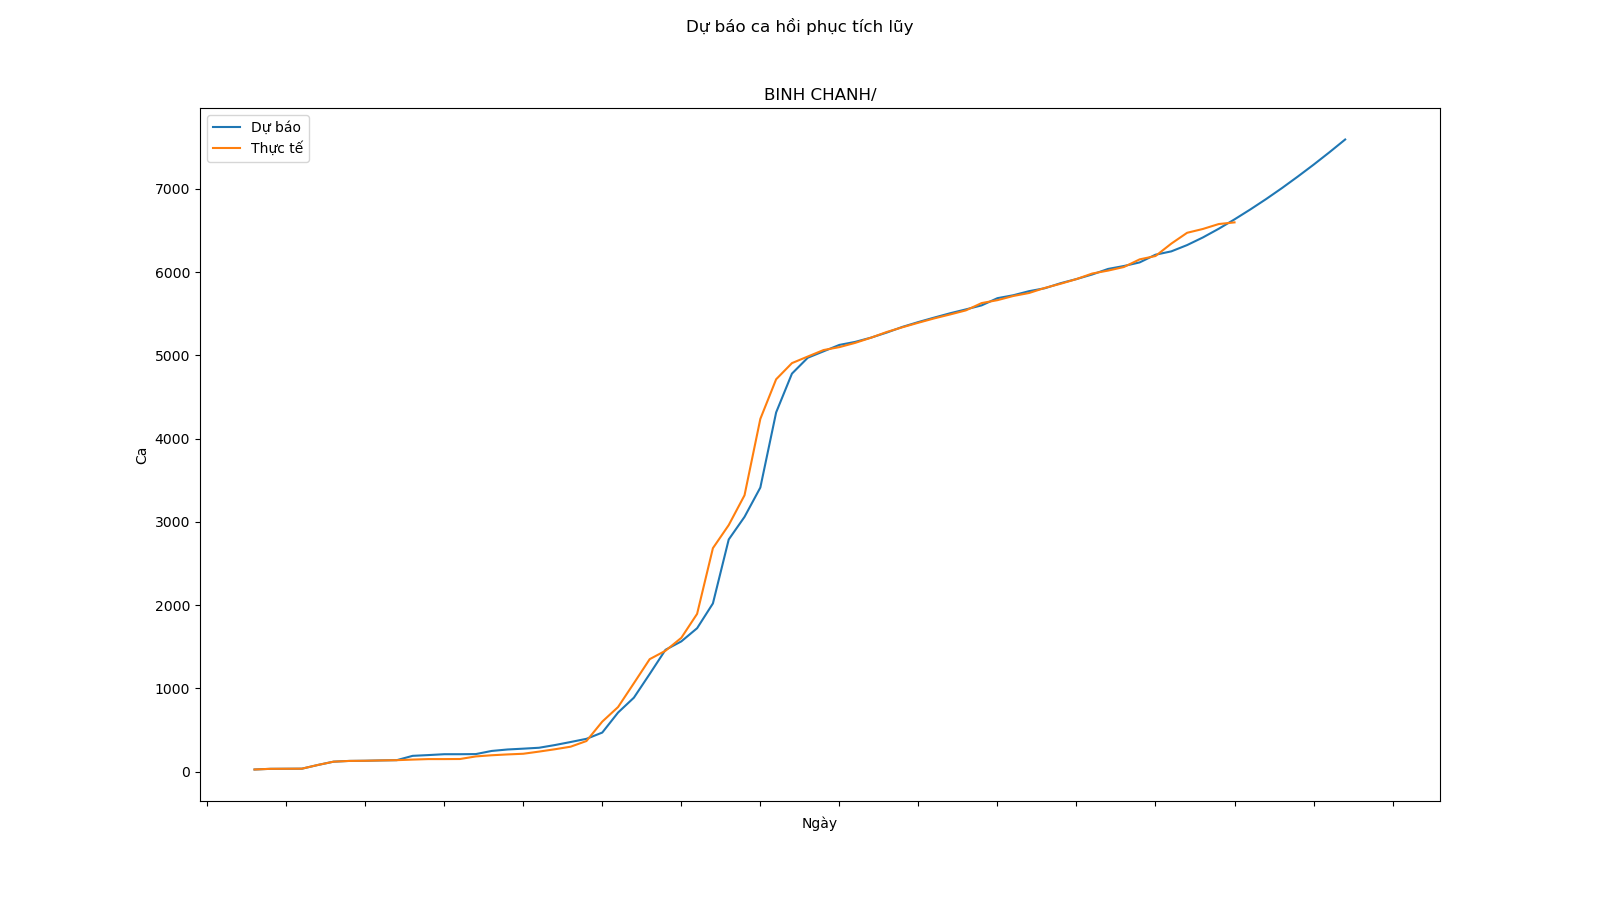 Dự báo ca hồi phục tích lũy
BINH CHANH/
Dự báo
Thực tế
7000
6000
5000
4000
3000
2000
1000
0
Ca
Ngày